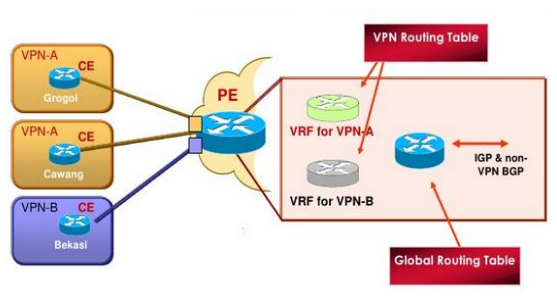 VPN Routing Table
VPN-A
CE
Grogol
VPN-A
CE
Cawang
VPN-B
CE
Bekasi
PE
VRF for VPN-A
VRF for VPN-B
IGP & non-
VPN BGP
Global Routing Table